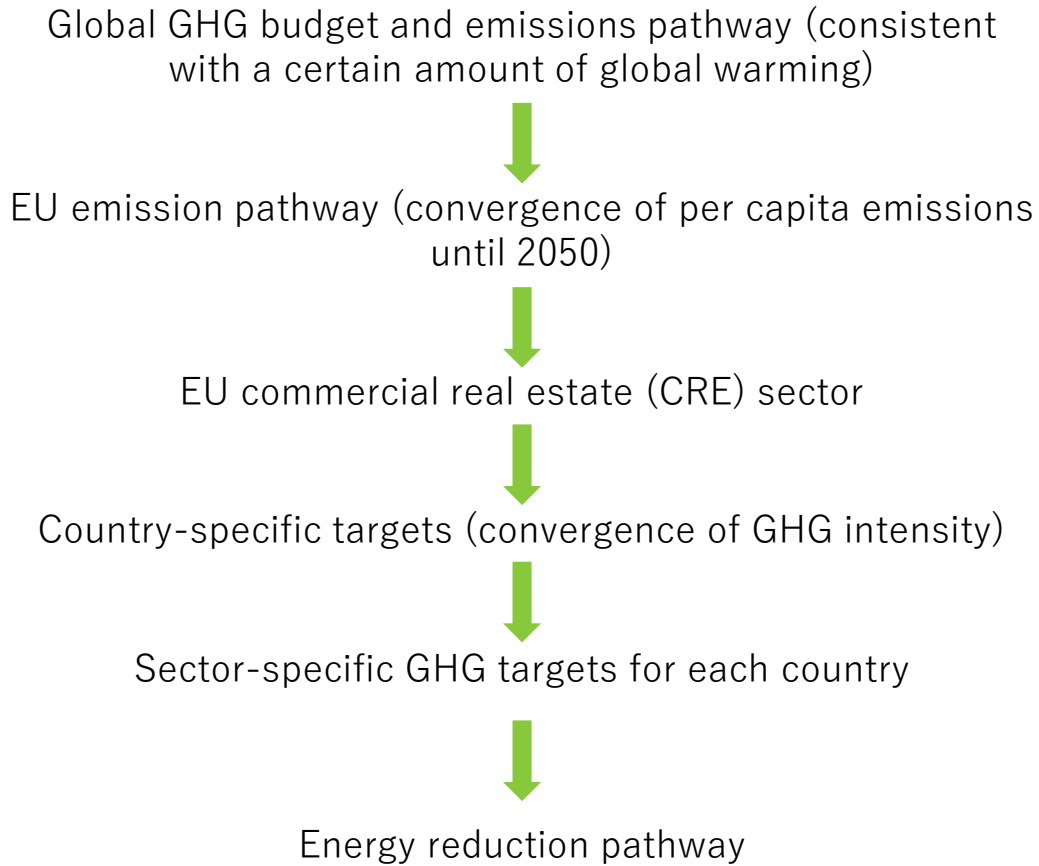 Global GHG budget and emissions pathway (consistent
with a certain amount of global warming)
EU emission pathway (convergence of per capita emissions
until 2050)
EU commercial real estate (CRE) sector
Country-specific targets (convergence of GHG intensity)
Sector-specific GHG targets for each country
Energy reduction pathway